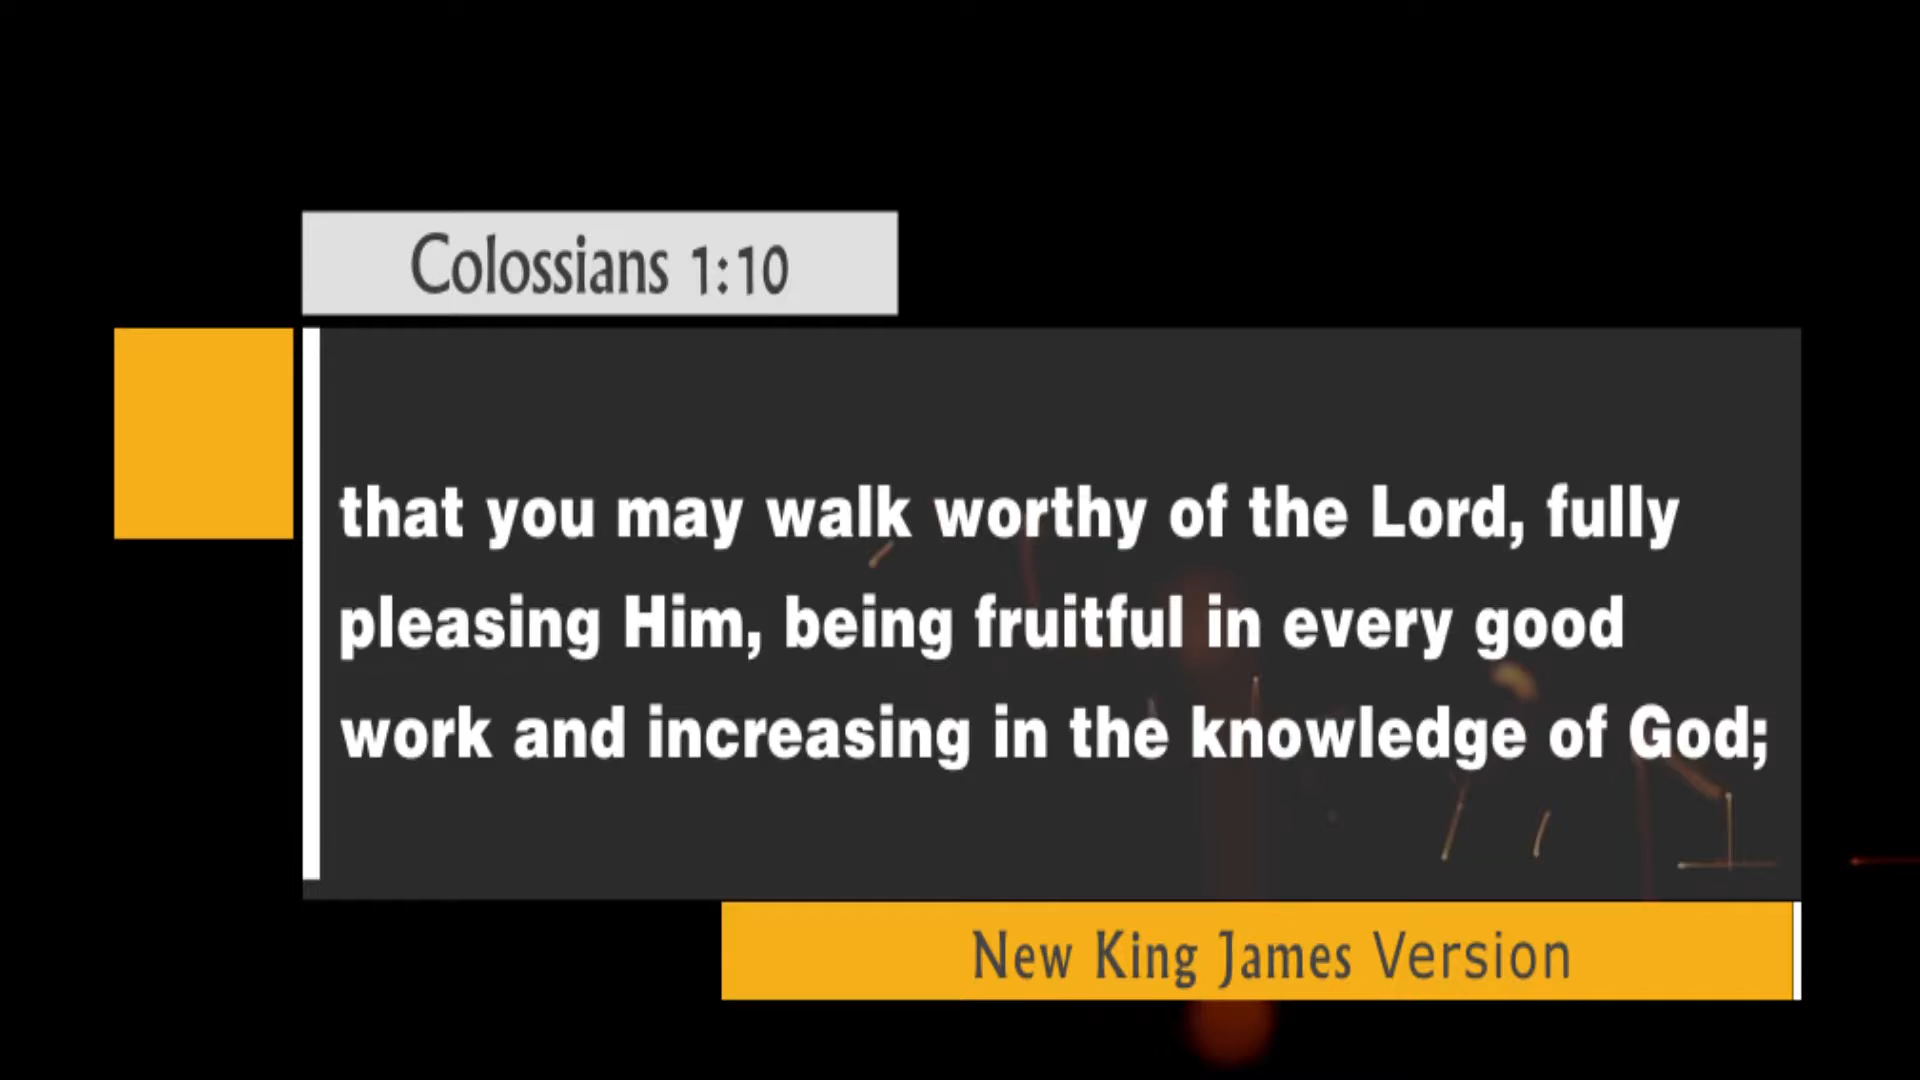 Colossians 1:10
that you may walk worthy of the Lord, fully
pleasing Him, being fruitful in every good
work and increasing in the knowledge of God;
New King James Version